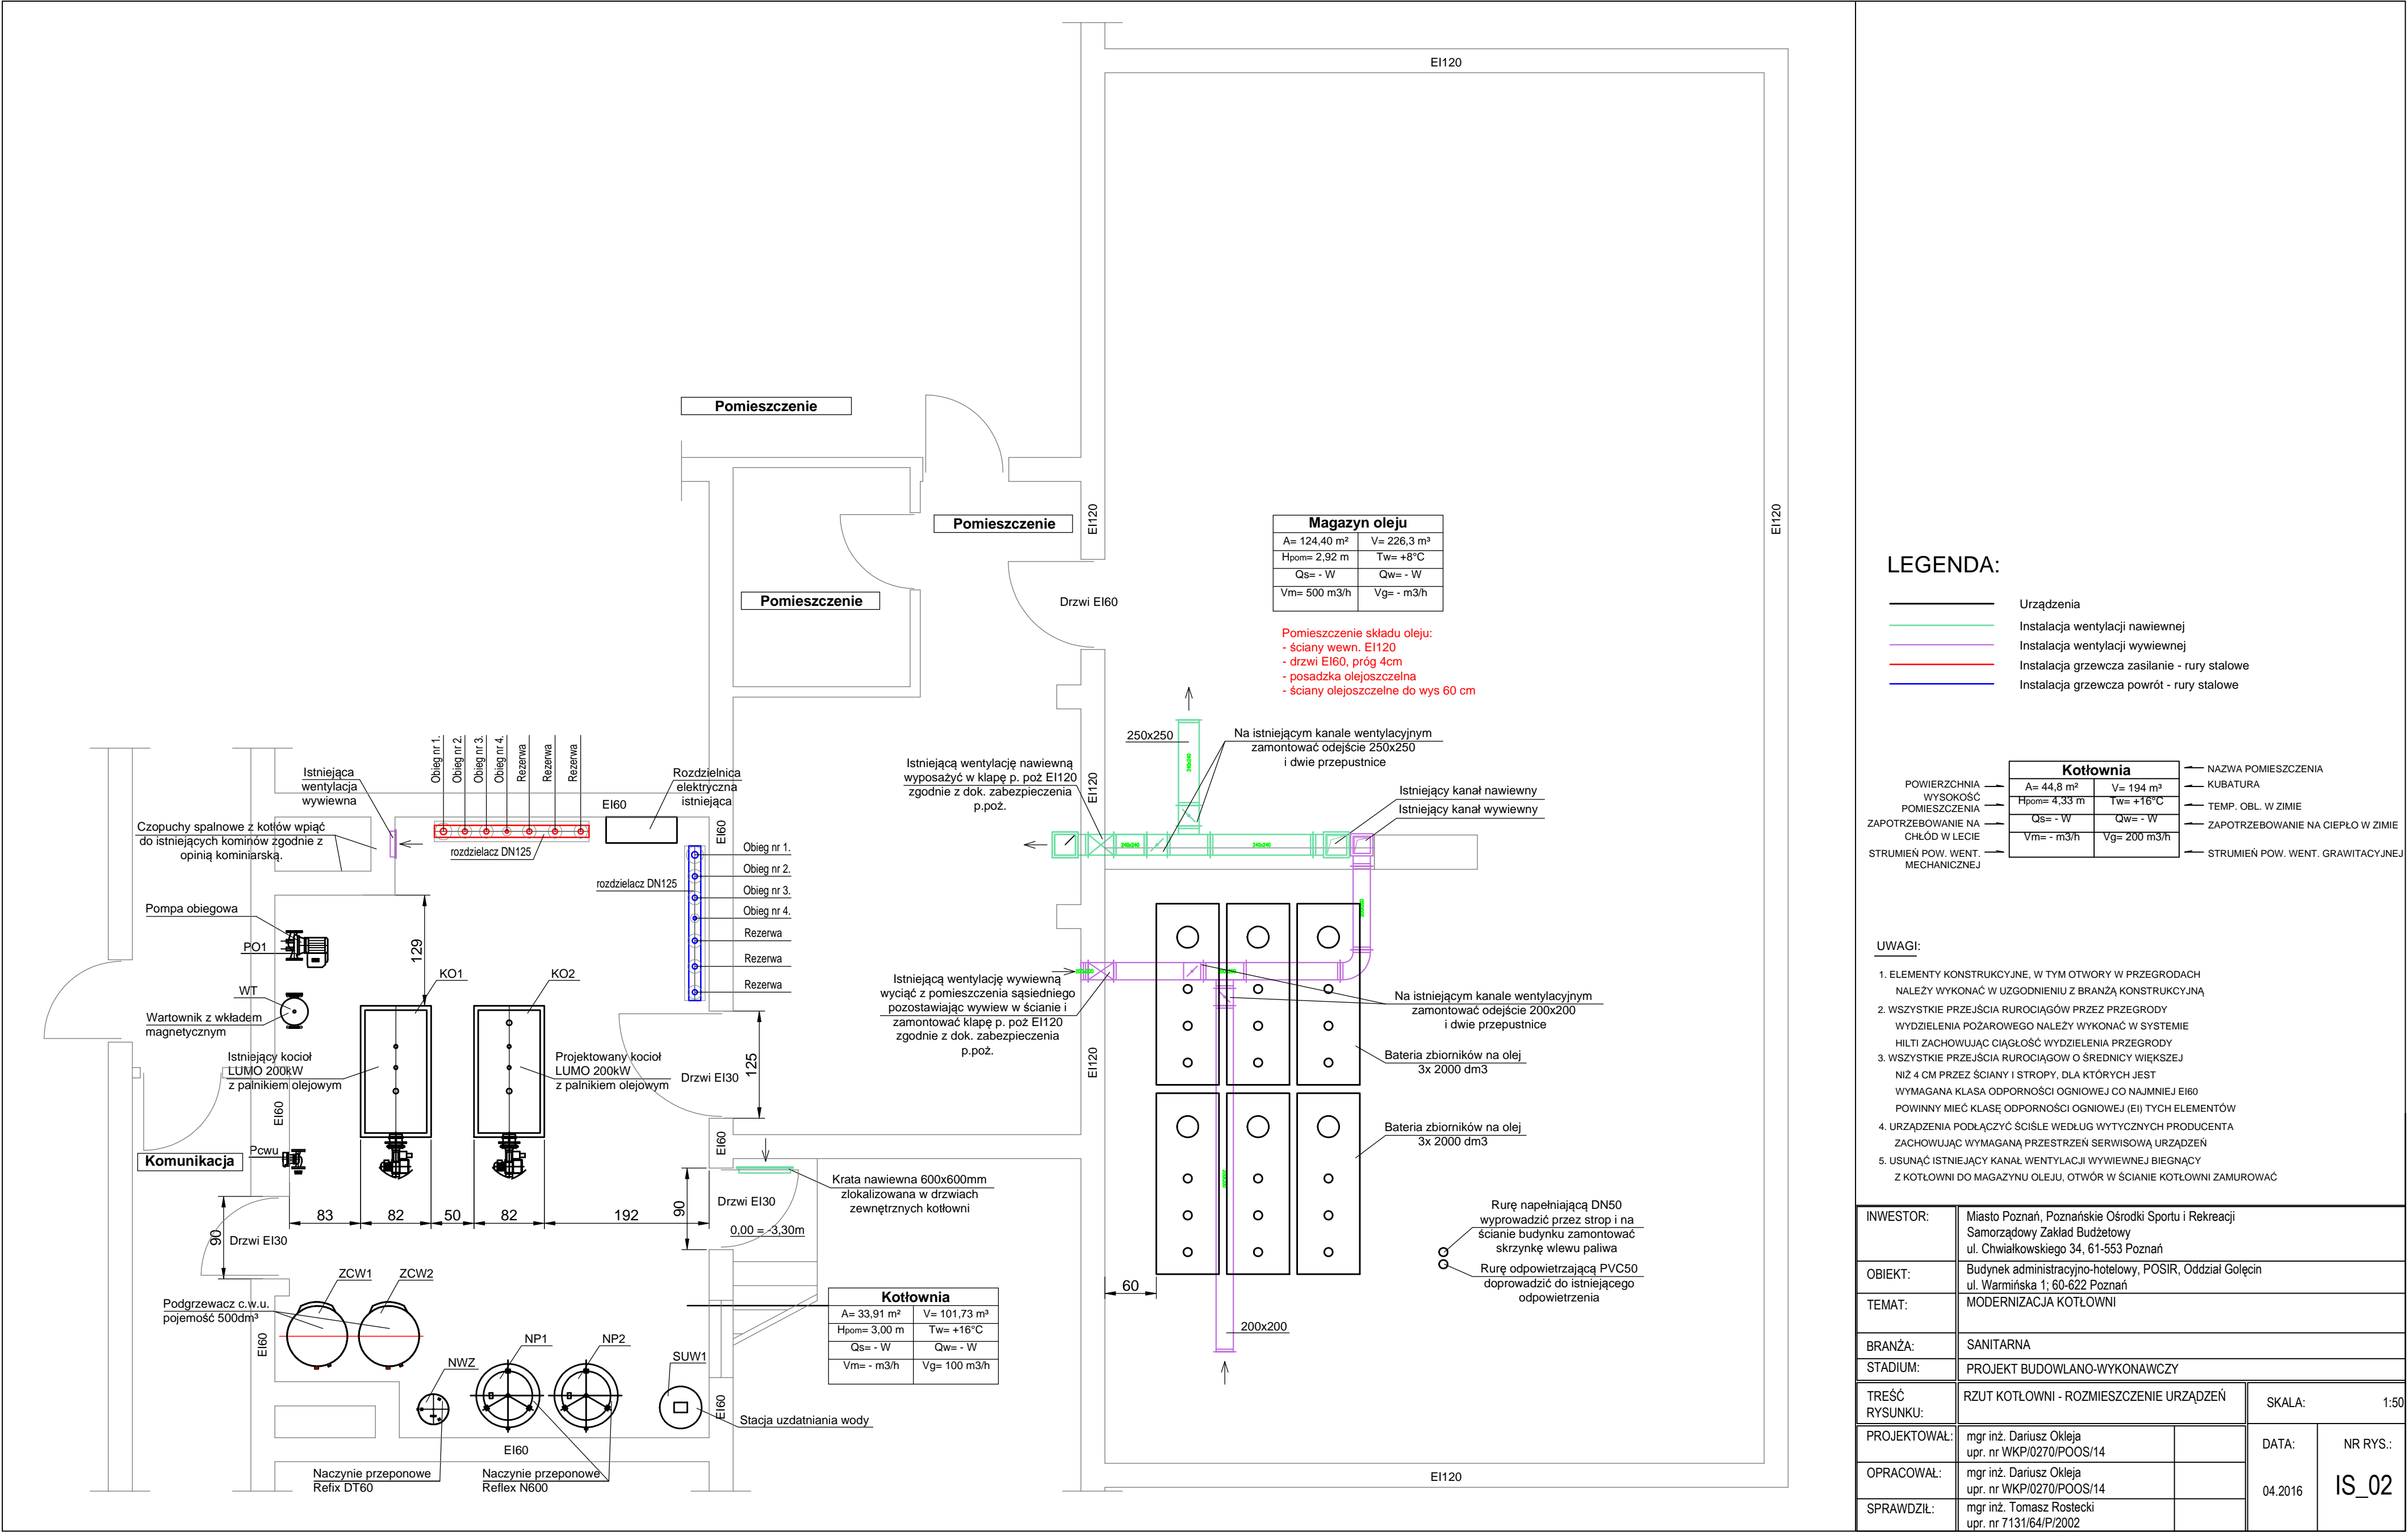 EI120
Pomieszczenie
Pomieszczenie
Pomieszczenie
EI120
EI120
Drzwi EI60
Magazyn oleju
A= 124,40 m² V= 226,3 m³
Hpom= 2,92 m Tw= +8°C
Qs= - W Qw= - W
Vm= 500 m3/h Vg= - m3/h
Pomieszczenie składu oleju:
- ściany wewn. EI120
- drzwi EI60, próg 4cm
- posadzka olejoszczelna
- ściany olejoszczelne do wys 60 cm
250x250
Na istniejącym kanale wentylacyjnym
zamontować odejście 250x250
i dwie przepustnice
Istniejącą wentylację nawiewną
wyposażyć w klapę p. poż EI120
zgodnie z dok. zabezpieczenia
p.poż.
EI120
Istniejący kanał nawiewny
Istniejący kanał wywiewny
240x240
240x240
240x240
Istniejącą wentylację wywiewną
wyciąć z pomieszczenia sąsiedniego
pozostawiając wywiew w ścianie i
zamontować klapę p. poż EI120
zgodnie z dok. zabezpieczenia
p.poż.
EI120
Na istniejącym kanale wentylacyjnym
zamontować odejście 200x200
i dwie przepustnice
Bateria zbiorników na olej
3x 2000 dm3
Bateria zbiorników na olej
3x 2000 dm3
Rurę napełniającą DN50
wyprowadzić przez strop i na
ścianie budynku zamontować
skrzynkę wlewu paliwa
Rurę odpowietrzającą PVC50
doprowadzić do istniejącego
odpowietrzenia
60
200x200
EI120
Istniejąca
wentylacja
wywiewna
Obieg nr 1.
Obieg nr 2.
Obieg nr 3.
Obieg nr 4.
Rezerwa
Rezerwa
Rezerwa
EI60
Rozdzielnica
elektryczna
istniejąca
EI60
Czopuchy spalnowe z kotłów wpiąć
do istniejących kominów zgodnie z
opinią kominiarską.
rozdzielacz DN125
rozdzielacz DN125
Obieg nr 1.
Obieg nr 2.
Obieg nr 3.
Obieg nr 4.
Rezerwa
Rezerwa
Rezerwa
Pompa obiegowa
PO1
129
WT
Wartownik z wkładem
magnetycznym
KO1
KO2
Istniejący kocioł
LUMO 200kW
z palnikiem olejowym
Projektowany kocioł
LUMO 200kW
z palnikiem olejowym
Drzwi EI30
125
EI60
EI60
Pcwu
Komunikacja
Krata nawiewna 600x600mm
zlokalizowana w drzwiach
zewnętrznych kotłowni
83
82
50
82
192
90
Drzwi EI30
0,00 = -3,30m
90
Drzwi EI30
ZCW1
ZCW2
Podgrzewacz c.w.u.
pojemość 500dm³
EI60
NWZ
NP1
NP2
SUW1
EI60
Stacja uzdatniania wody
EI60
Naczynie przeponowe
Refix DT60
Naczynie przeponowe
Reflex N600
Kotłownia
A= 33,91 m² V= 101,73 m³
Hpom= 3,00 m Tw= +16°C
Qs= - W Qw= - W
Vm= - m3/h Vg= 100 m3/h
LEGENDA:
Urządzenia
Instalacja wentylacji nawiewnej
Instalacja wentylacji wywiewnej
Instalacja grzewcza zasilanie - rury stalowe
Instalacja grzewcza powrót - rury stalowe
Kotłownia
A= 44,8 m² V= 194 m³
Hpom= 4,33 m Tw= +16°C
Qs= - W Qw= - W
Vm= - m3/h Vg= 200 m3/h
POWIERZCHNIA
WYSOKOŚĆ
POMIESZCZENIA
ZAPOTRZEBOWANIE NA
CHŁÓD W LECIE
STRUMIEŃ POW. WENT.
MECHANICZNEJ
NAZWA POMIESZCZENIA
KUBATURA
TEMP. OBL. W ZIMIE
ZAPOTRZEBOWANIE NA CIEPŁO W ZIMIE
STRUMIEŃ POW. WENT. GRAWITACYJNEJ
UWAGI:
1. ELEMENTY KONSTRUKCYJNE, W TYM OTWORY W PRZEGRODACH
NALEŻY WYKONAĆ W UZGODNIENIU Z BRANŻĄ KONSTRUKCYJNĄ
2. WSZYSTKIE PRZEJŚCIA RUROCIĄGÓW PRZEZ PRZEGRODY
WYDZIELENIA POŻAROWEGO NALEŻY WYKONAĆ W SYSTEMIE
HILTI ZACHOWUJĄC CIĄGŁOŚĆ WYDZIELENIA PRZEGRODY
3. WSZYSTKIE PRZEJŚCIA RUROCIĄGOW O ŚREDNICY WIĘKSZEJ
NIŻ 4 CM PRZEZ ŚCIANY I STROPY, DLA KTÓRYCH JEST
WYMAGANA KLASA ODPORNOŚCI OGNIOWEJ CO NAJMNIEJ EI60
POWINNY MIEĆ KLASĘ ODPORNOŚCI OGNIOWEJ (EI) TYCH ELEMENTÓW
4. URZĄDZENIA PODŁĄCZYĆ ŚCIŚLE WEDŁUG WYTYCZNYCH PRODUCENTA
ZACHOWUJĄC WYMAGANĄ PRZESTRZEŃ SERWISOWĄ URZĄDZEŃ
5. USUNĄĆ ISTNIEJĄCY KANAŁ WENTYLACJI WYWIEWNEJ BIEGNĄCY
Z KOTŁOWNI DO MAGAZYNU OLEJU, OTWÓR W ŚCIANIE KOTŁOWNI ZAMUROWAĆ
INWESTOR: Miasto Poznań, Poznańskie Ośrodki Sportu i Rekreacji
Samorządowy Zakład Budżetowy
ul. Chwiałkowskiego 34, 61-553 Poznań
OBIEKT: Budynek administracyjno-hotelowy, POSIR, Oddział Golęcin
ul. Warmińska 1; 60-622 Poznań
TEMAT: MODERNIZACJA KOTŁOWNI
BRANŻA: SANITARNA
STADIUM: PROJEKT BUDOWLANO-WYKONAWCZY
TREŚĆ RYSUNKU: RZUT KOTŁOWNI - ROZMIESZCZENIE URZĄDZEŃ
SKALA: 1:50
PROJEKTOWAŁ: mgr inż. Dariusz Okleja
upr. nr WKP/0270/POOS/14
OPRACOWAŁ: mgr inż. Dariusz Okleja
upr. nr WKP/0270/POOS/14
SPRAWDZIŁ: mgr inż. Tomasz Rostecki
upr. nr 7131/64/P/2002
DATA:
04.2016
NR RYS.:
IS_02